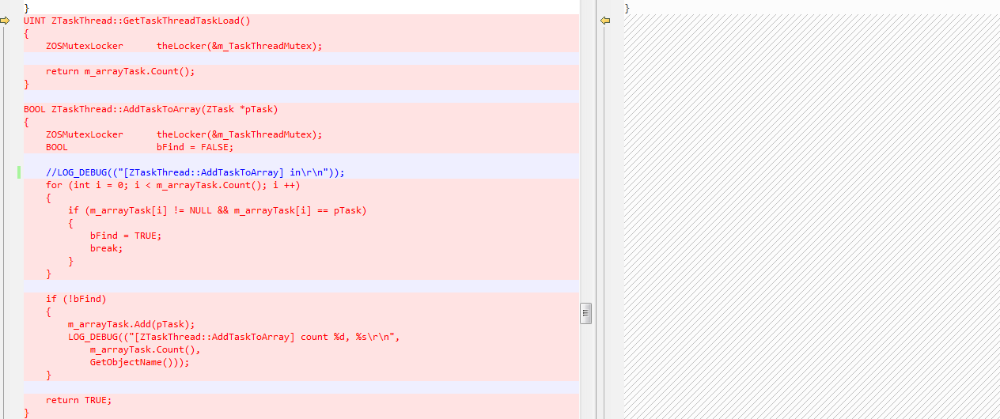 }
}
UINT ZTaskThread::GetTaskThreadTaskLoad()
{
    ZOSMutexLocker      theLocker(&m_TaskThreadMutex);

    return m_arrayTask.Count();
}

BOOL ZTaskThread::AddTaskToArray(ZTask *pTask)
{
    ZOSMutexLocker      theLocker(&m_TaskThreadMutex);
    BOOL                bFind = FALSE;

    //LOG_DEBUG(("[ZTaskThread::AddTaskToArray] in\r\n"));
    for (int i = 0; i < m_arrayTask.Count(); i ++)
    {
        if (m_arrayTask[i] != NULL && m_arrayTask[i] == pTask)
        {
            bFind = TRUE;
            break;
        }
    }

    if (!bFind)
    {
        m_arrayTask.Add(pTask);
        LOG_DEBUG(("[ZTaskThread::AddTaskToArray] count %d, %s\r\n",
            m_arrayTask.Count(),
            GetObjectName()));
    }

    return TRUE;
}